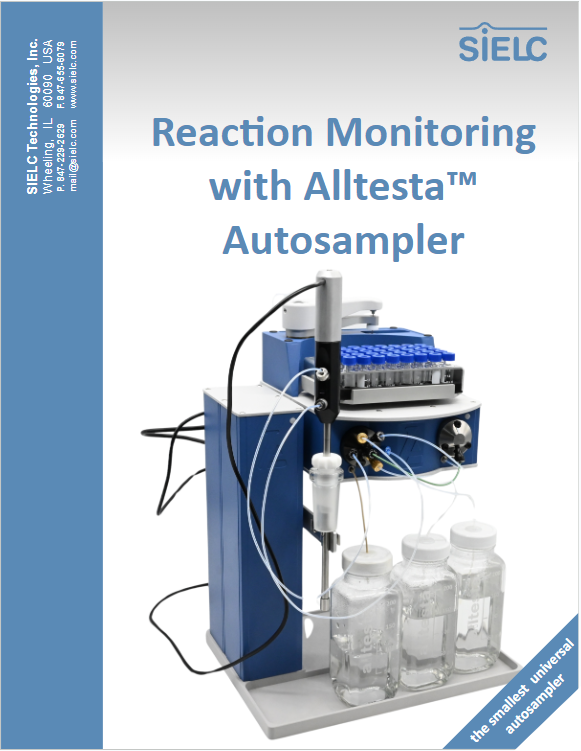 SIELC Technologies, Inc.
Wheeling, IL 60090 USA
P. 847-229-2629 F. 847-655-6079
mail@sielc.com www.sielc.com
SiELC
Reaction Monitoring
with Alltesta™
Autosampler
the smallest universal
autosampler